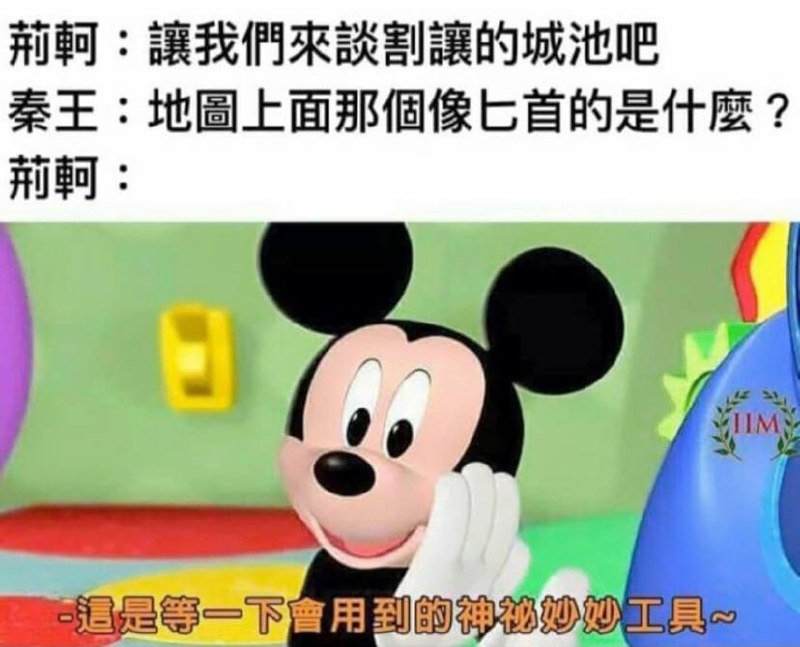 荊軻：讓我們來談割讓的城池吧
秦王：地圖上面那個像匕首的是什麼？
荊軻：
IIM
-這是等一下會用到的神祕妙妙工具~